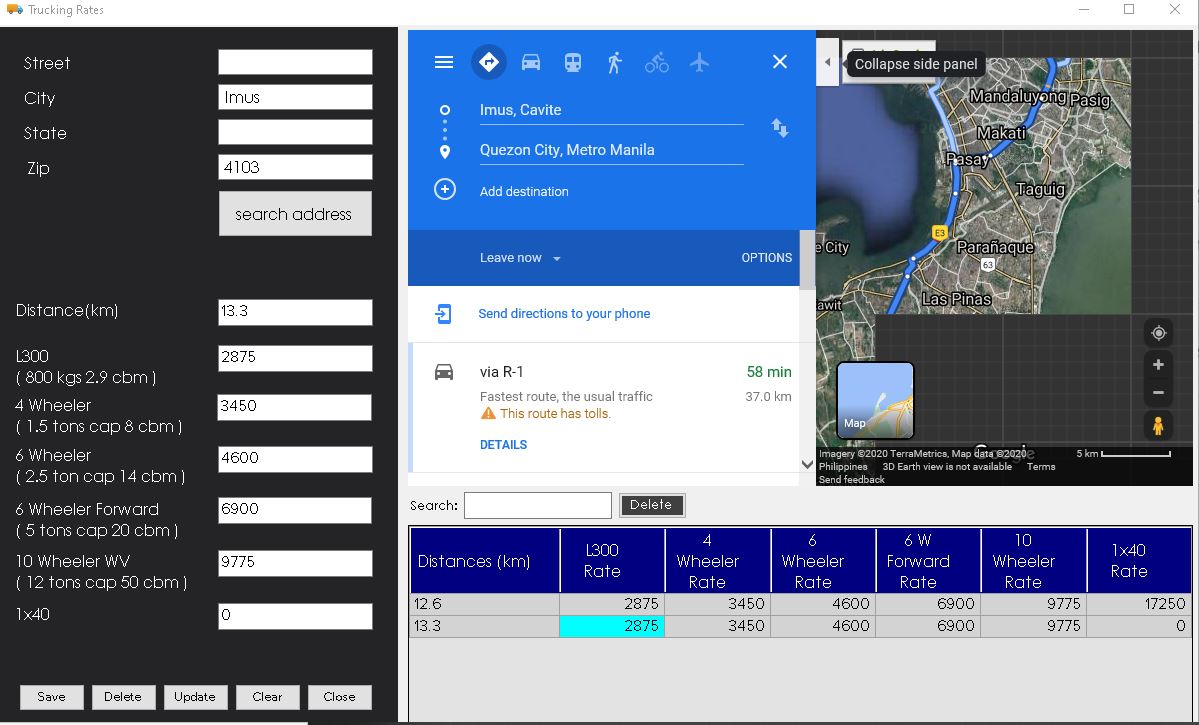 Trucking Rates
Street
City Imus
State
Zip 4103
search address
Distance(km) 13.3
L300 2875
( 800 kgs 2.9 cbm )
4 Wheeler 3450
( 1.5 tons cap 8 cbm )
6 Wheeler 4600
( 2.5 ton cap 14 cbm )
6 Wheeler Forward 6900
( 5 tons cap 20 cbm )
10 Wheeler WV 9775
( 12 tons cap 50 cbm )
1x40 0
Save Delete Update Clear Close
Imus, Cavite
Quezon City, Metro Manila
Add destination
Leave now OPTIONS
Send directions to your phone
via R-1 58 min
Fastest route, the usual traffic 37.0 km
This route has tolls.
DETAILS
Collapse side panel
Mandaluyong Pasig
Makati
Pasay
Taguig
E3
e City Parañaque
63
awit Las Pinas
Map
Google
Imagery ©2020 TerraMetrics, Map data ©2020 5 km
Philippines 3D Earth view is not available Terms
Send feedback
Search: Delete
Distances (km) L300 Rate 4 Wheeler Rate 6 Wheeler Rate 6 W Forward Rate 10 Wheeler Rate 1x40 Rate
12.6 2875 3450 4600 6900 9775 17250
13.3 2875 3450 4600 6900 9775 0